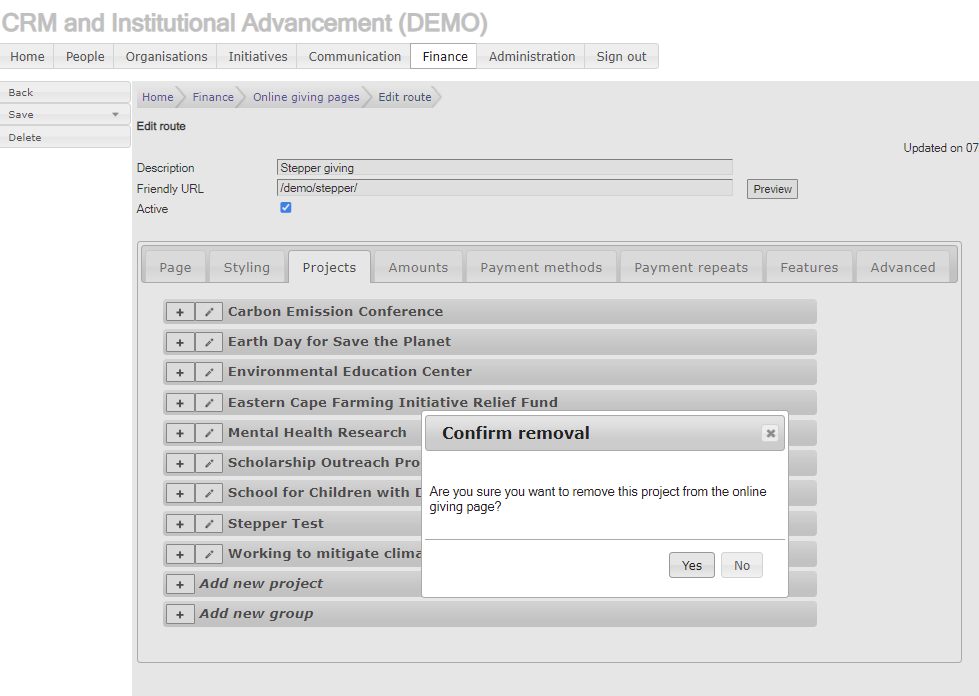 CRM and Institutional Advancement (DEMO)
Home People Organisations Initiatives Communication Finance Administration Sign out
Back
Save
Delete
Home Finance Online giving pages Edit route
Edit route
Updated on 07
Description Stepper giving
Friendly URL /demo/stepper/ Preview
Active
Page Styling Projects Amounts Payment methods Payment repeats Features Advanced
+ Carbon Emission Conference
+ Earth Day for Save the Planet
+ Environmental Education Center
+ Eastern Cape Farming Initiative Relief Fund
+ Mental Health Research
+ Scholarship Outreach Pro
+ School for Children with D
+ Stepper Test
+ Working to mitigate clima
+ Add new project
+ Add new group
Confirm removal
Are you sure you want to remove this project from the online
giving page?
Yes No